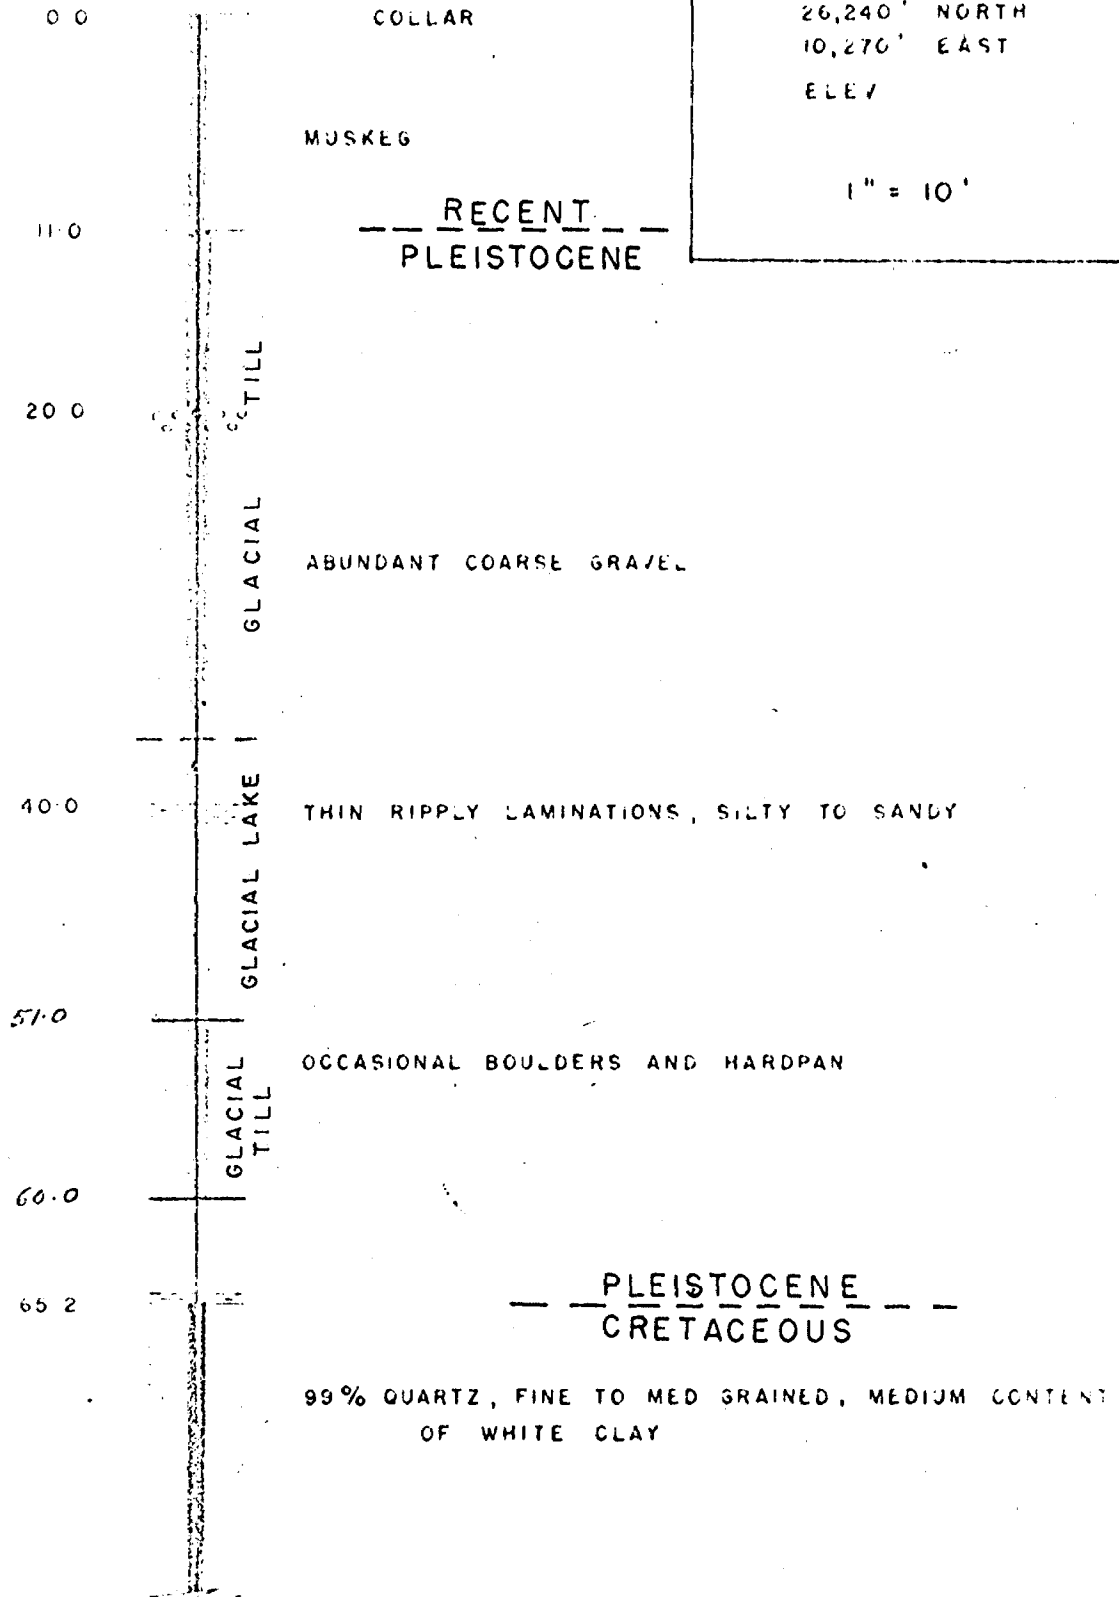 0 0 COLLAR
26,240' NORTH
10,270' EAST
ELEV
MUSKEG
1" = 10'
RECENT
11·0
PLEISTOCENE
GLACIAL TILL
20 0
ABUNDANT COARSE GRAVEL
GLACIAL LAKE
40·0 THIN RIPPLY LAMINATIONS, SILTY TO SANDY
51·0
GLACIAL
TILL
OCCASIONAL BOULDERS AND HARDPAN
60·0
PLEISTOCENE
65 2
CRETACEOUS
99% QUARTZ, FINE TO MED GRAINED, MEDIUM CONTENT
OF WHITE CLAY